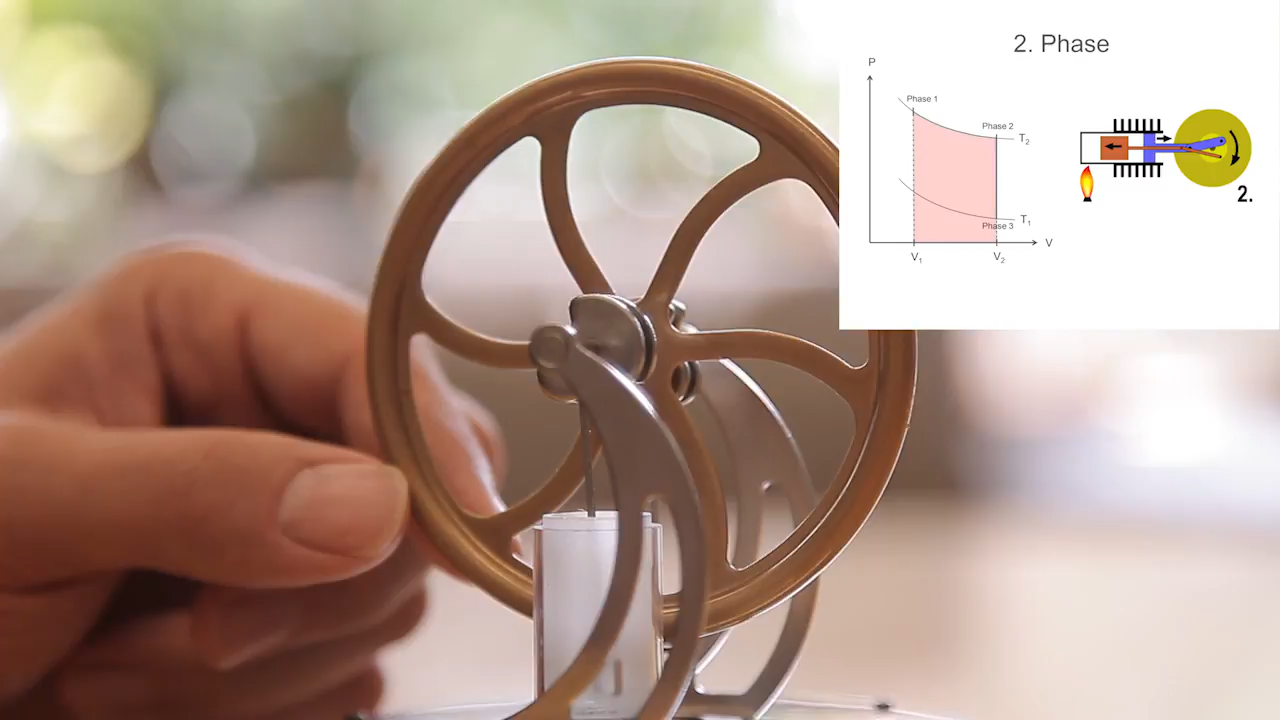 2. Phase
P
Phase 1
Phase 2
T₂
T₁
Phase 3
V
V₁
V₂
2.